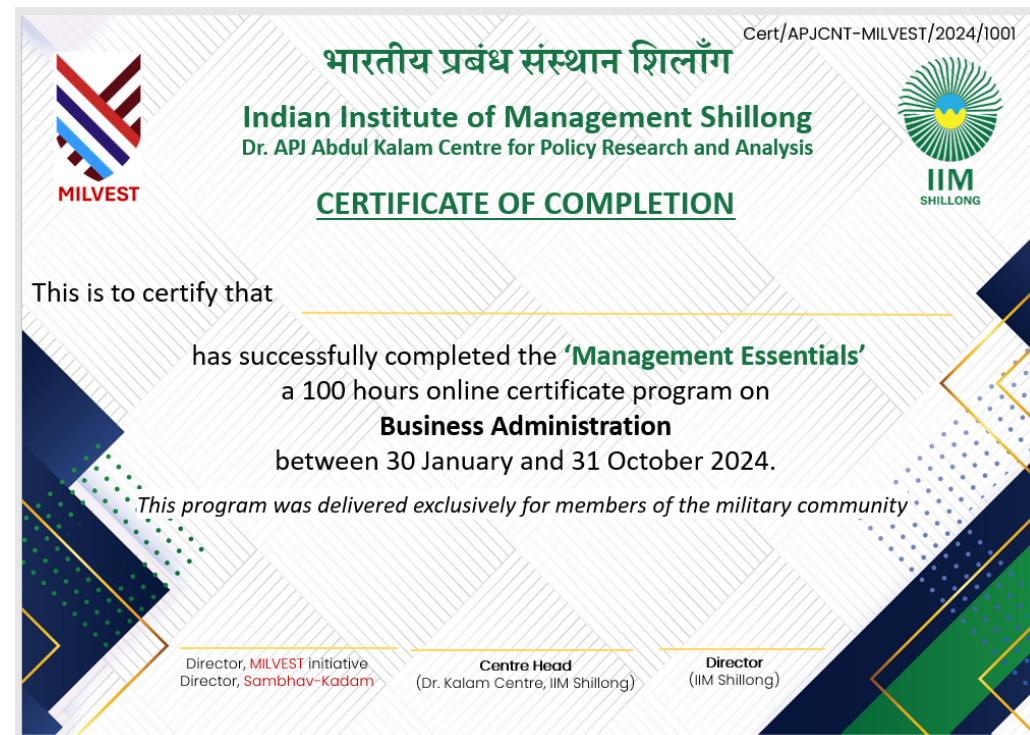 Cert/APJCNT-MILVEST/2024/1001
भारतीय प्रबंध संस्थान शिलाँग
Indian Institute of Management Shillong
Dr. APJ Abdul Kalam Centre for Policy Research and Analysis
MILVEST
IIM
SHILLONG
CERTIFICATE OF COMPLETION
This is to certify that
has successfully completed the ‘Management Essentials’
a 100 hours online certificate program on
Business Administration
between 30 January and 31 October 2024.
This program was delivered exclusively for members of the military community
Director, MILVEST initiative
Director, Sambhav-Kadam
Centre Head
(Dr. Kalam Centre, IIM Shillong)
Director
(IIM Shillong)